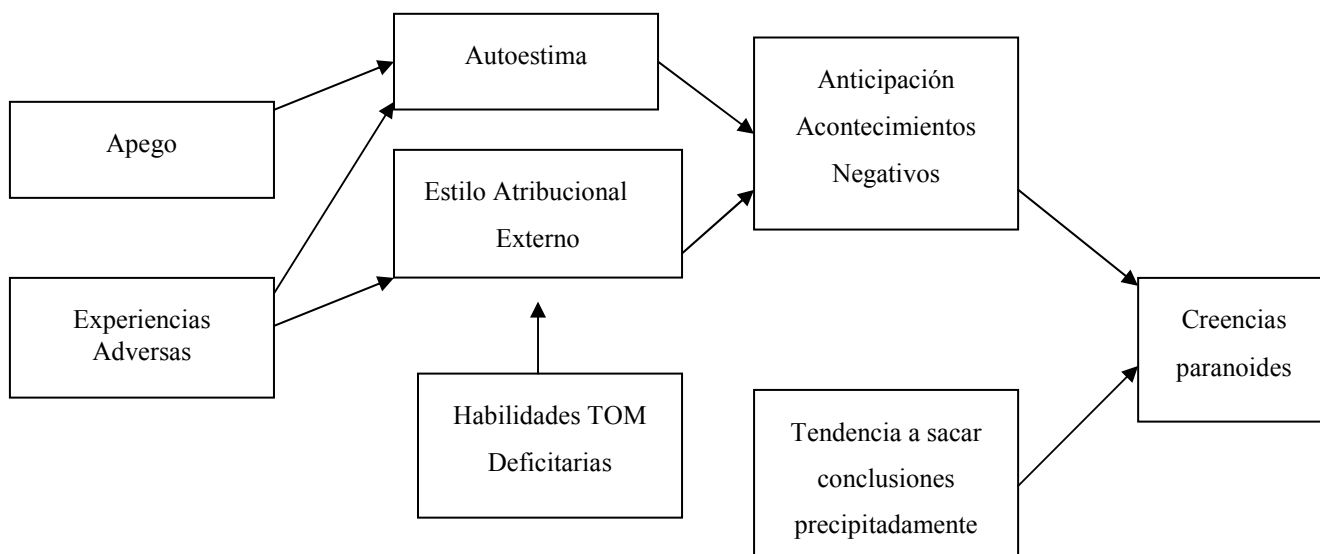 Autoestima
Anticipación
Acontecimientos
Negativos
Apego
Estilo Atribucional
Externo
Experiencias
Adversas
Creencias
paranoides
Habilidades TOM
Deficitarias
Tendencia a sacar
conclusiones
precipitadamente